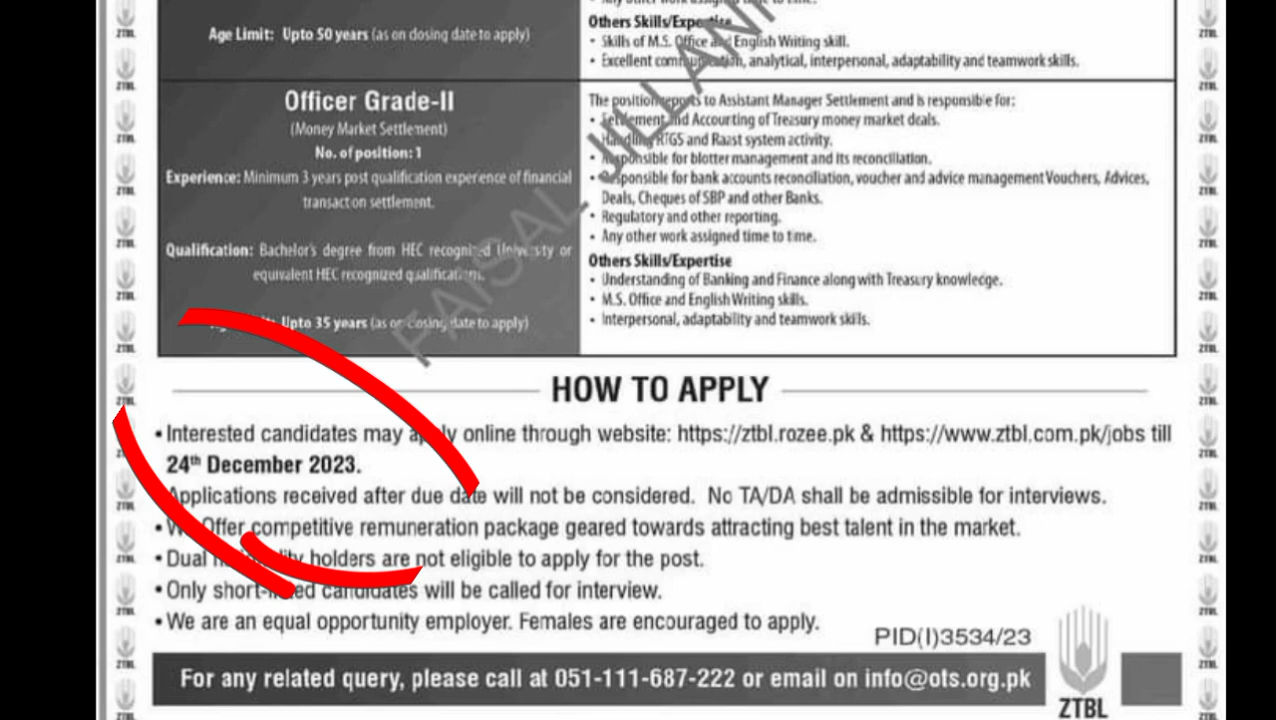 Others Skills/Expertise
• Skills of M.S. Office and English Writing skill.
Age Limit: Upto 50 years (as on closing date to apply)
• Excellent communication, analytical, interpersonal, adaptability and teamwork skills.
Officer Grade-II
(Money Market Settlement)
No. of position: 1
Experience: Minimum 3 years post qualification experience of financial
transaction settlement.
Qualification: Bachelor's degree from HEC recognized University or
equivalent HEC recognized qualifications.
Upto 35 years (as on closing date to apply)
The position reports to Assistant Manager Settlement and is responsible for:
• Settlement and Accounting of Treasury money market deals.
• Handling RTGS and Raast system activity.
• Responsible for blotter management and its reconciliation.
• Responsible for bank accounts reconciliation, voucher and advice management Vouchers, Advices,
Deals, Cheques of SBP and other Banks.
• Regulatory and other reporting.
• Any other work assigned time to time.
Others Skills/Expertise
• Understanding of Banking and Finance along with Treasury knowledge.
• M.S. Office and English Writing skills.
• Interpersonal, adaptability and teamwork skills.
FAISAL JILLANI
HOW TO APPLY
• Interested candidates may apply online through website: https://ztbl.rozee.pk & https://www.ztbl.com.pk/jobs till
24th December 2023.
Applications received after due date will not be considered. No TA/DA shall be admissible for interviews.
• We Offer competitive remuneration package geared towards attracting best talent in the market.
• Dual nationality holders are not eligible to apply for the post.
• Only short-listed candidates will be called for interview.
• We are an equal opportunity employer. Females are encouraged to apply.
PID(I)3534/23
For any related query, please call at 051-111-687-222 or email on info@ots.org.pk
ZTBL